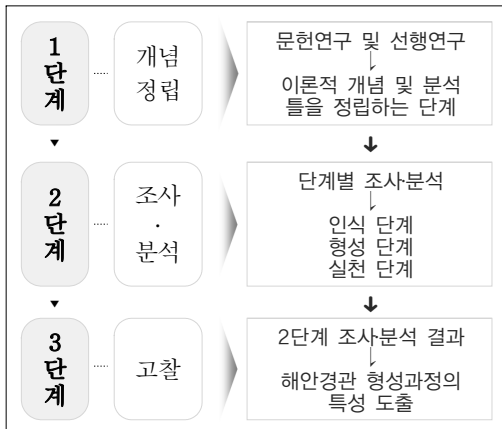 1
단
계
개념
정립
문헌연구 및 선행연구
이론적 개념 및 분석
틀을 정립하는 단계
2
단
계
조사
·
분석
단계별 조사·분석
인식 단계
형성 단계
실천 단계
3
단
계
고찰
2단계 조사·분석 결과
해안경관 형성과정의
특성 도출